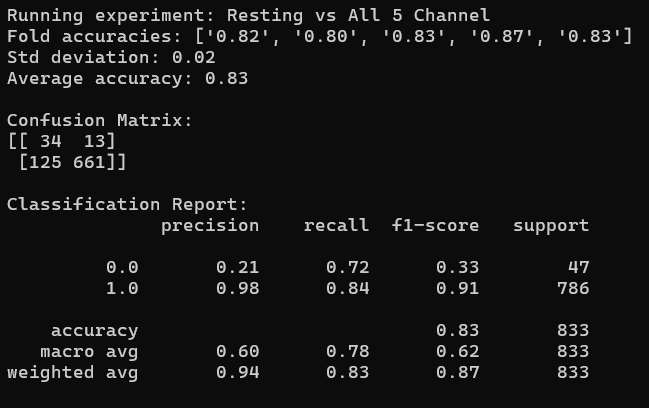 Running experiment: Resting vs All 5 Channel
Fold accuracies: ['0.82', '0.80', '0.83', '0.87', '0.83']
Std deviation: 0.02
Average accuracy: 0.83

Confusion Matrix:
[[ 34  13]
 [125 661]]

Classification Report:
              precision    recall  f1-score   support

         0.0       0.21      0.72      0.33        47
         1.0       0.98      0.84      0.91       786

    accuracy                           0.83       833
   macro avg       0.60      0.78      0.62       833
weighted avg       0.94      0.83      0.87       833